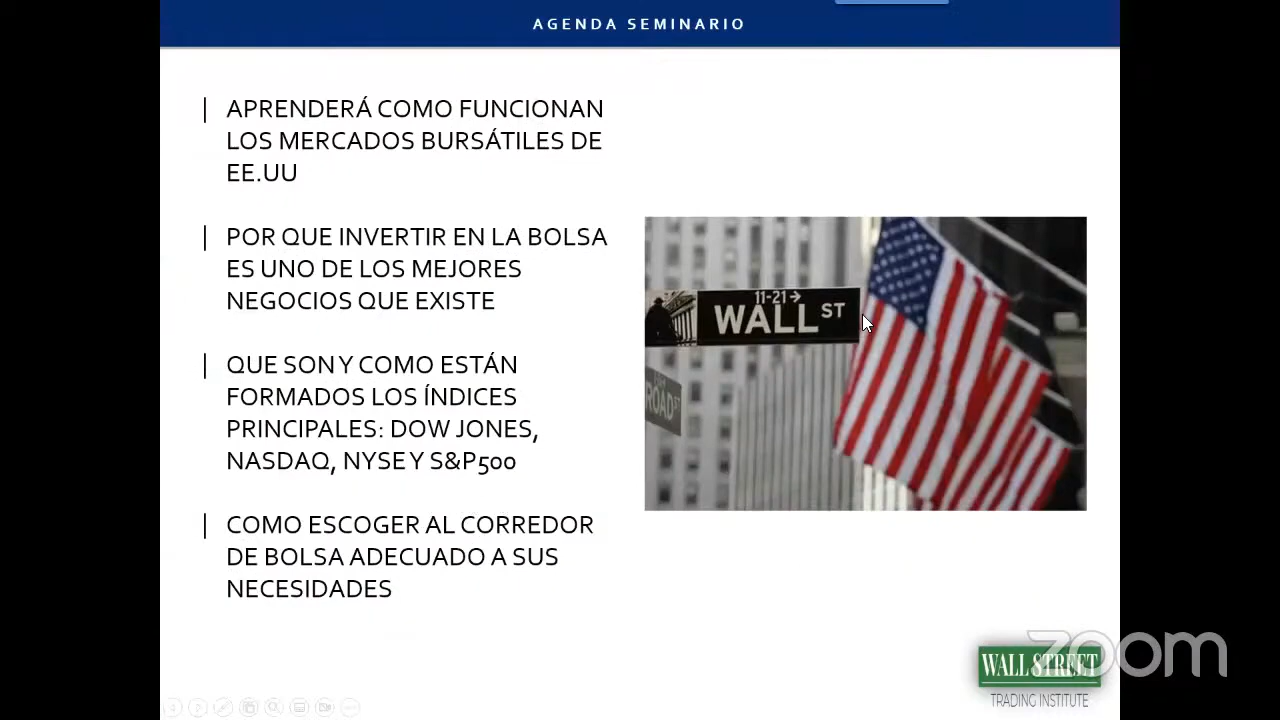 AGENDA SEMINARIO
| APRENDERÁ COMO FUNCIONAN
LOS MERCADOS BURSÁTILES DE
EE.UU
| POR QUE INVERTIR EN LA BOLSA
ES UNO DE LOS MEJORES
NEGOCIOS QUE EXISTE
| QUE SON Y COMO ESTÁN
FORMADOS LOS ÍNDICES
PRINCIPALES: DOW JONES,
NASDAQ, NYSE Y S&P500
| COMO ESCOGER AL CORREDOR
DE BOLSA ADECUADO A SUS
NECESIDADES
11-21→
WALL ST
ROAD ST
zoom
WALL STREET
TRADING INSTITUTE